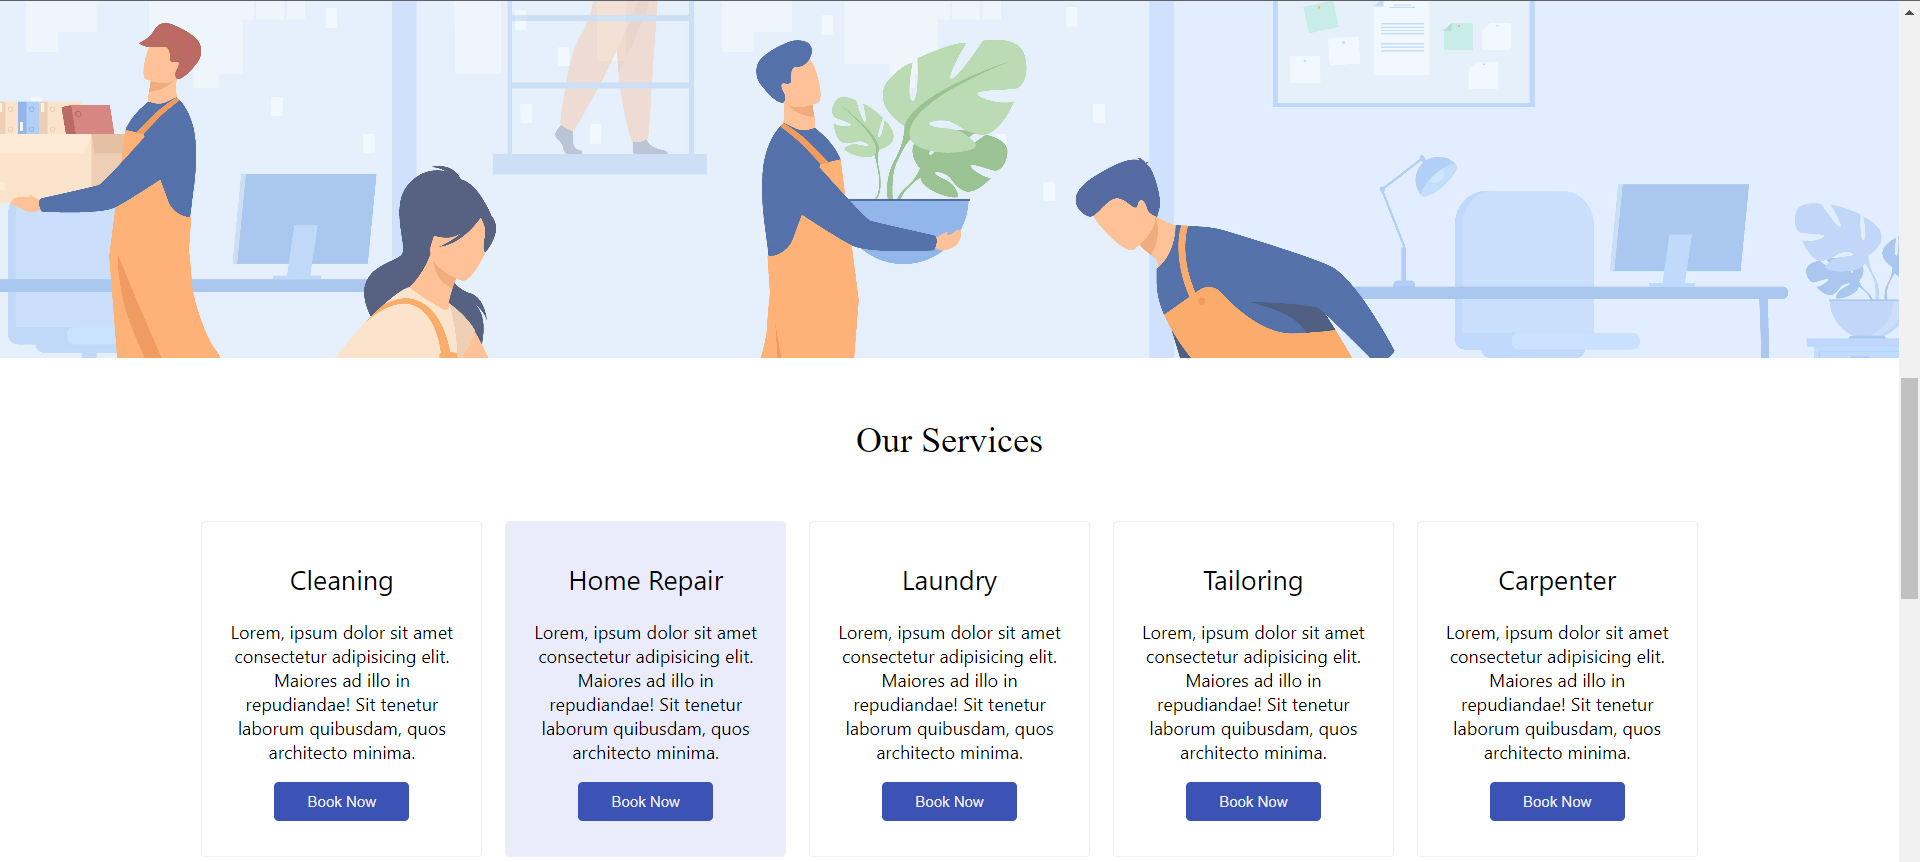 Our Services
Cleaning
Lorem, ipsum dolor sit amet
consectetur adipisicing elit.
Maiores ad illo in
repudiandae! Sit tenetur
laborum quibusdam, quos
architecto minima.
Book Now
Home Repair
Lorem, ipsum dolor sit amet
consectetur adipisicing elit.
Maiores ad illo in
repudiandae! Sit tenetur
laborum quibusdam, quos
architecto minima.
Book Now
Laundry
Lorem, ipsum dolor sit amet
consectetur adipisicing elit.
Maiores ad illo in
repudiandae! Sit tenetur
laborum quibusdam, quos
architecto minima.
Book Now
Tailoring
Lorem, ipsum dolor sit amet
consectetur adipisicing elit.
Maiores ad illo in
repudiandae! Sit tenetur
laborum quibusdam, quos
architecto minima.
Book Now
Carpenter
Lorem, ipsum dolor sit amet
consectetur adipisicing elit.
Maiores ad illo in
repudiandae! Sit tenetur
laborum quibusdam, quos
architecto minima.
Book Now